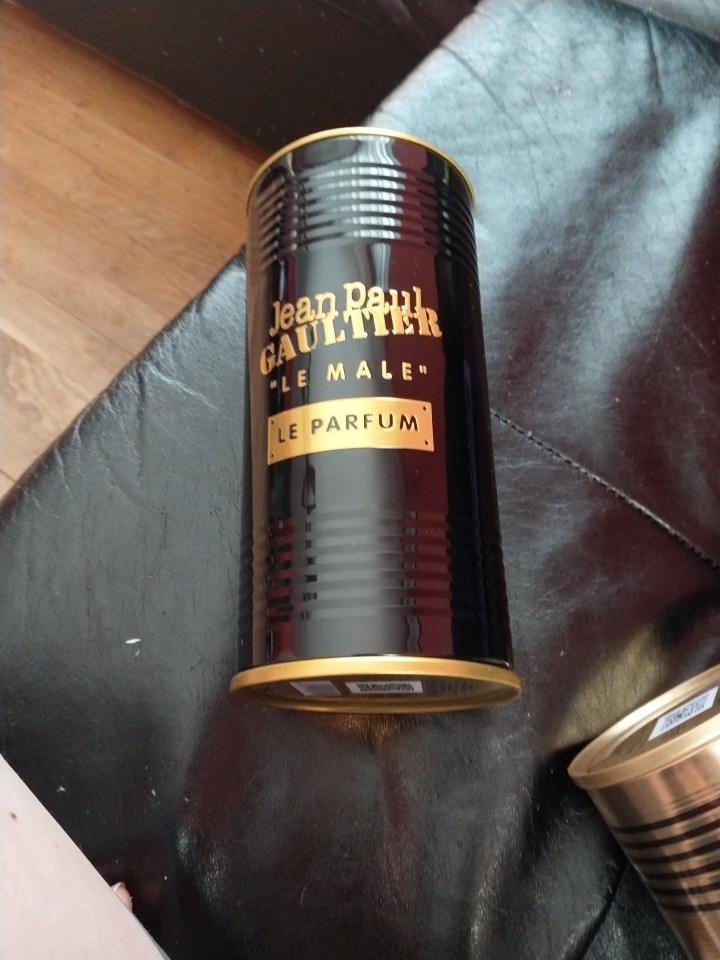 Jean Paul
GAULTIER
"LE MALE"
LE PARFUM